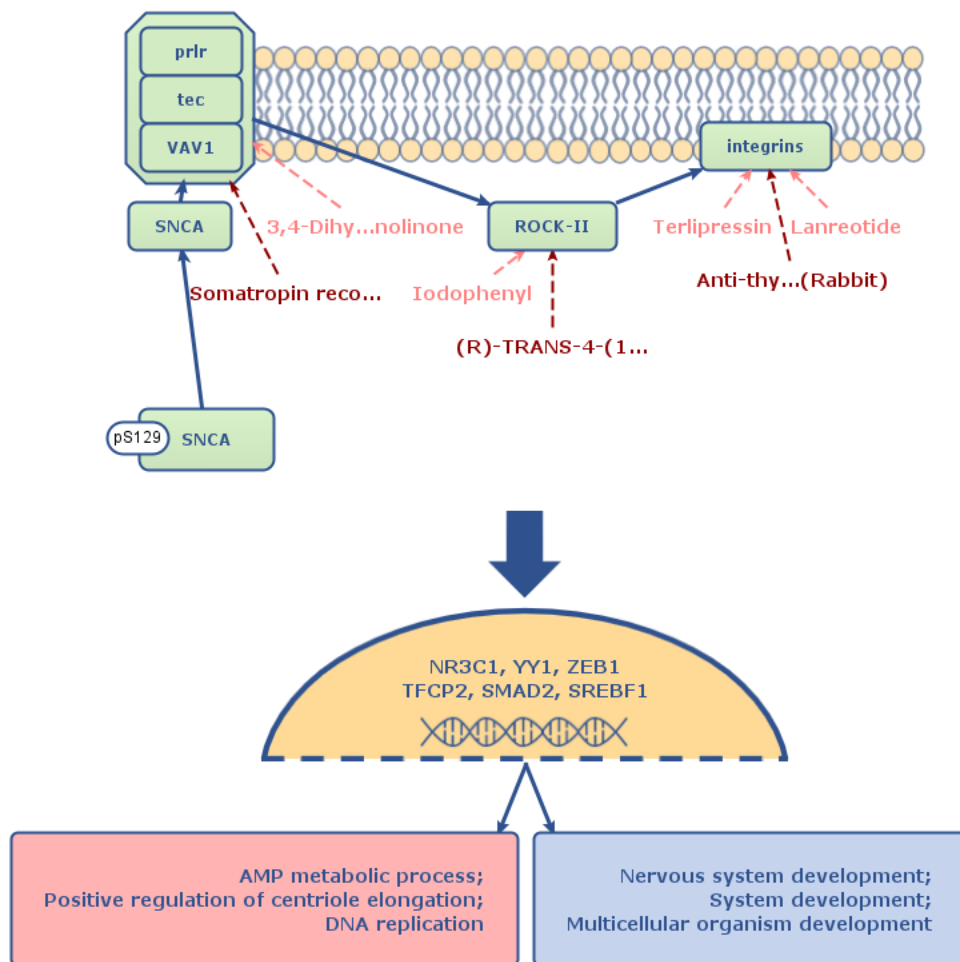 prlr
tec
VAV1
integrins
SNCA
3,4-Dihy...nolinone
ROCK-II
Terlipressin
Lanreotide
Somatropin reco...
Iodophenyl
Anti-thy...(Rabbit)
(R)-TRANS-4-(1...
pS129
SNCA
NR3C1, YY1, ZEB1
TFCP2, SMAD2, SREBF1
AMP metabolic process;
Positive regulation of centriole elongation;
DNA replication
Nervous system development;
System development;
Multicellular organism development